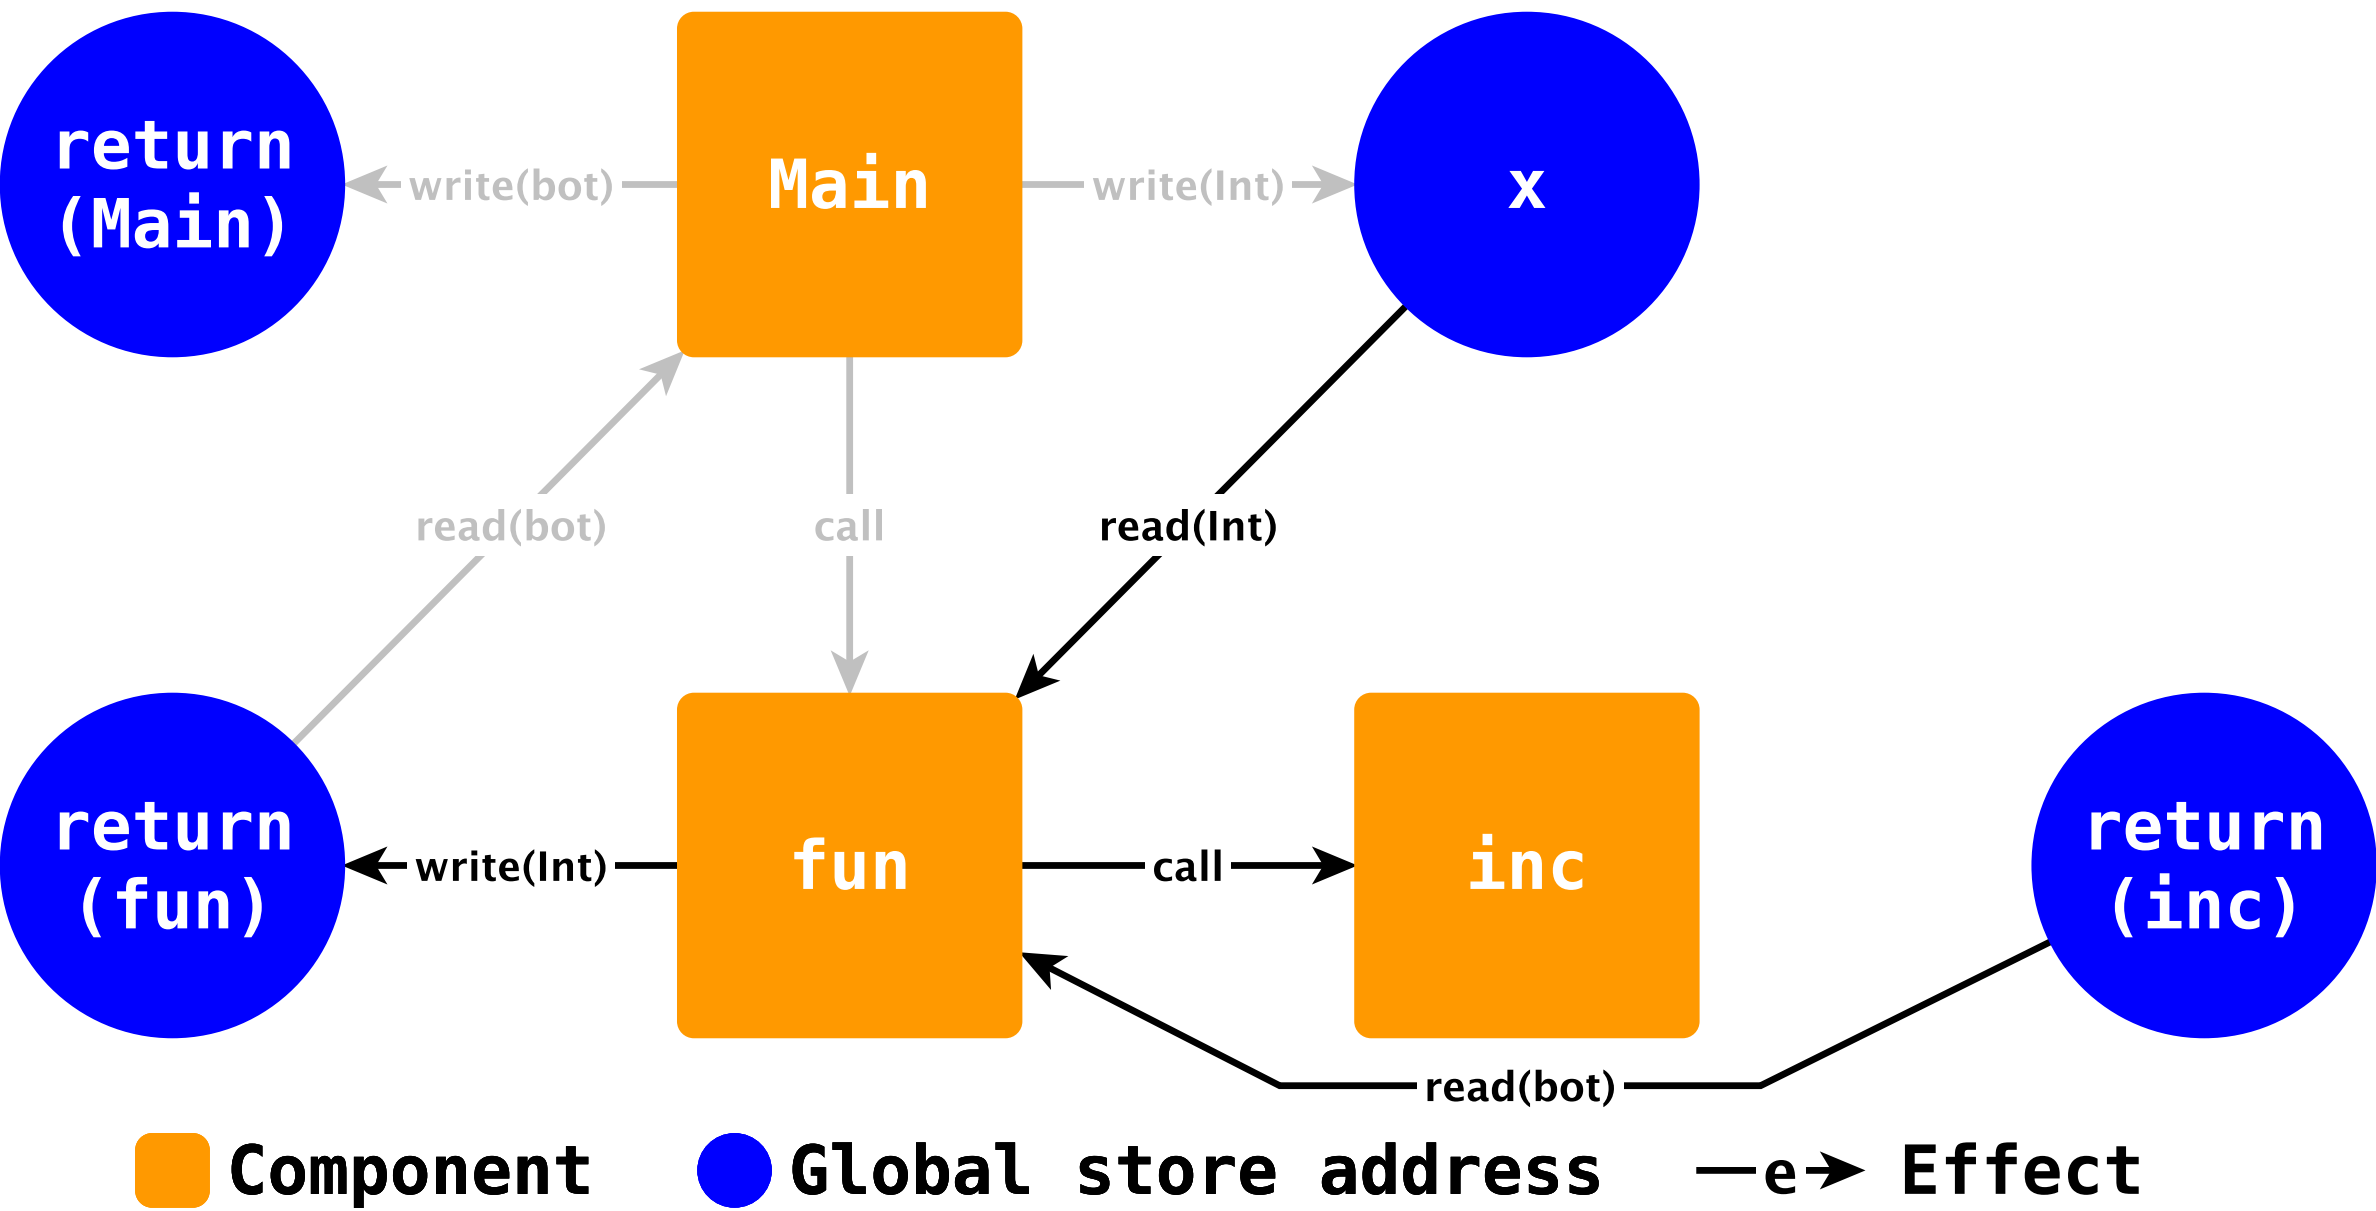 return
(Main)
write(bot)
Main
write(Int)
x
read(bot)
call
read(Int)
return
(fun)
write(Int)
fun
call
inc
return
(inc)
read(bot)
Component
Global store address
e
Effect